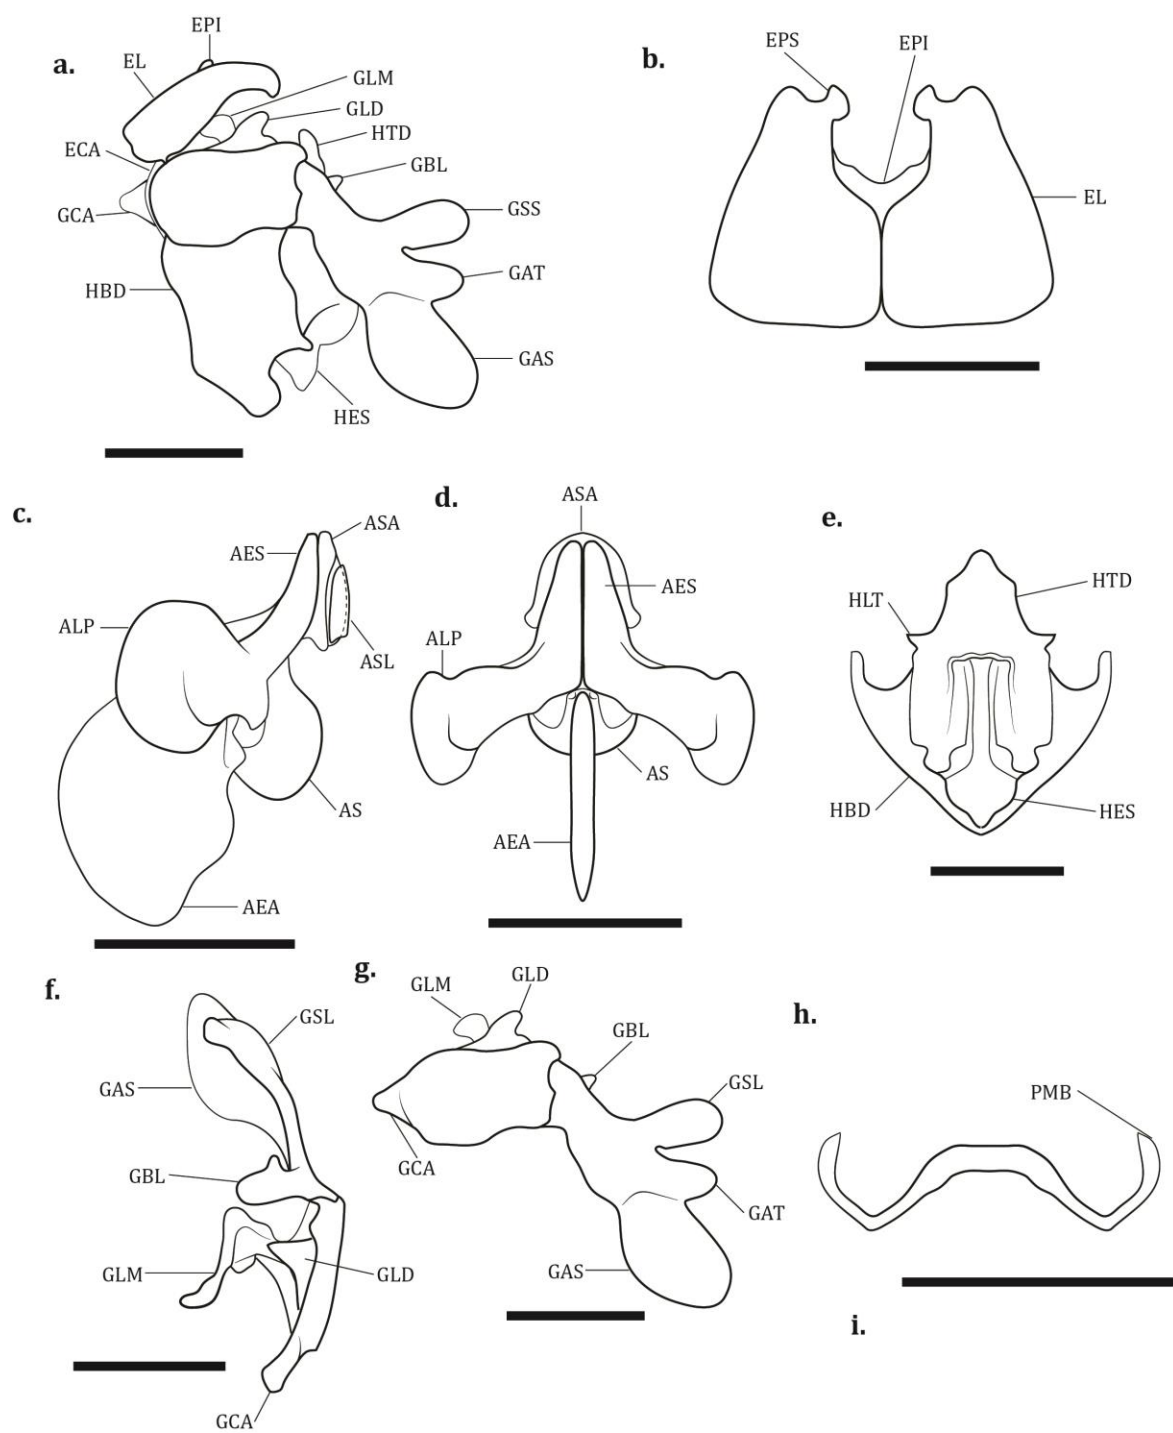 a.
EPI
EL
GLM
GLD
HTD
ECA
GBL
GCA
GSS
HBD
GAT
GAS
HES
b.
EPS
EPI
EL
c.
ASA
AES
ALP
ASL
AS
AEA
d.
ASA
AES
ALP
AS
AEA
e.
HTD
HLT
HBD
HES
f.
GSL
GAS
GBL
GLM
GLD
GCA
g.
GLM
GLD
GBL
GSL
GCA
GAT
GAS
h.
PMB
i.